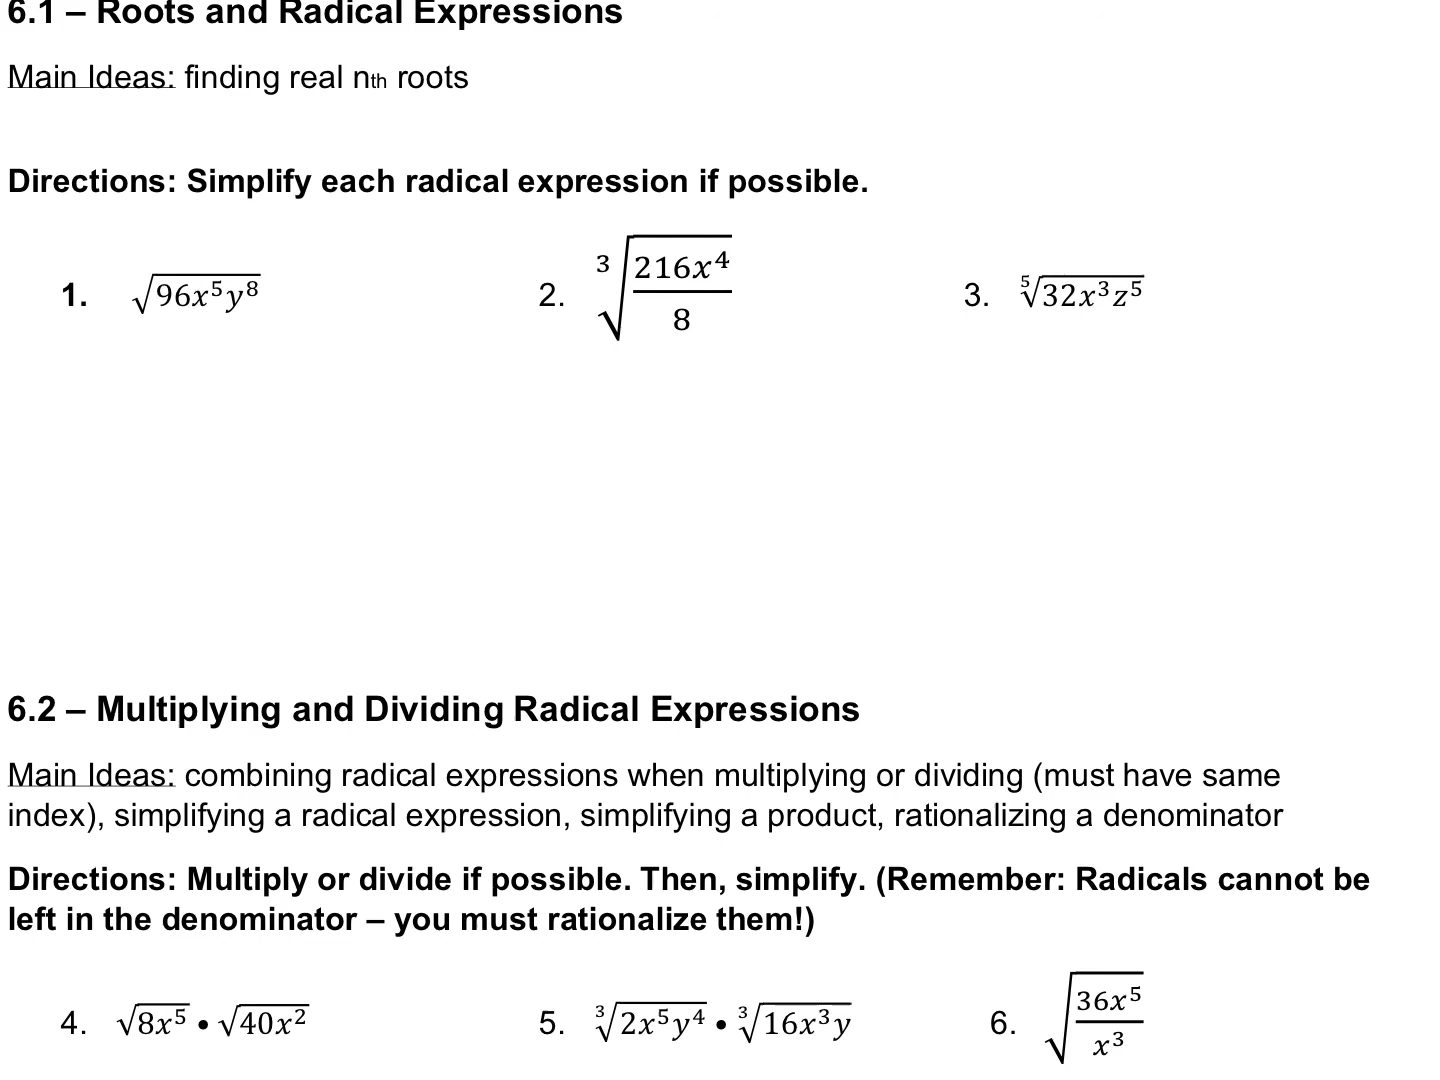 6.1 – Roots and Radical Expressions
Main Ideas: finding real nth roots
Directions: Simplify each radical expression if possible.
1. √(96x⁵y⁸) 2. ³√(216x⁴/8) 3. ⁵√(32x³z⁵)
6.2 – Multiplying and Dividing Radical Expressions
Main Ideas: combining radical expressions when multiplying or dividing (must have same
index), simplifying a radical expression, simplifying a product, rationalizing a denominator
Directions: Multiply or divide if possible. Then, simplify. (Remember: Radicals cannot be
left in the denominator – you must rationalize them!)
4. √(8x⁵) • √(40x²) 5. ³√(2x⁵y⁴) • ³√(16x³y) 6. √(36x⁵/x³)